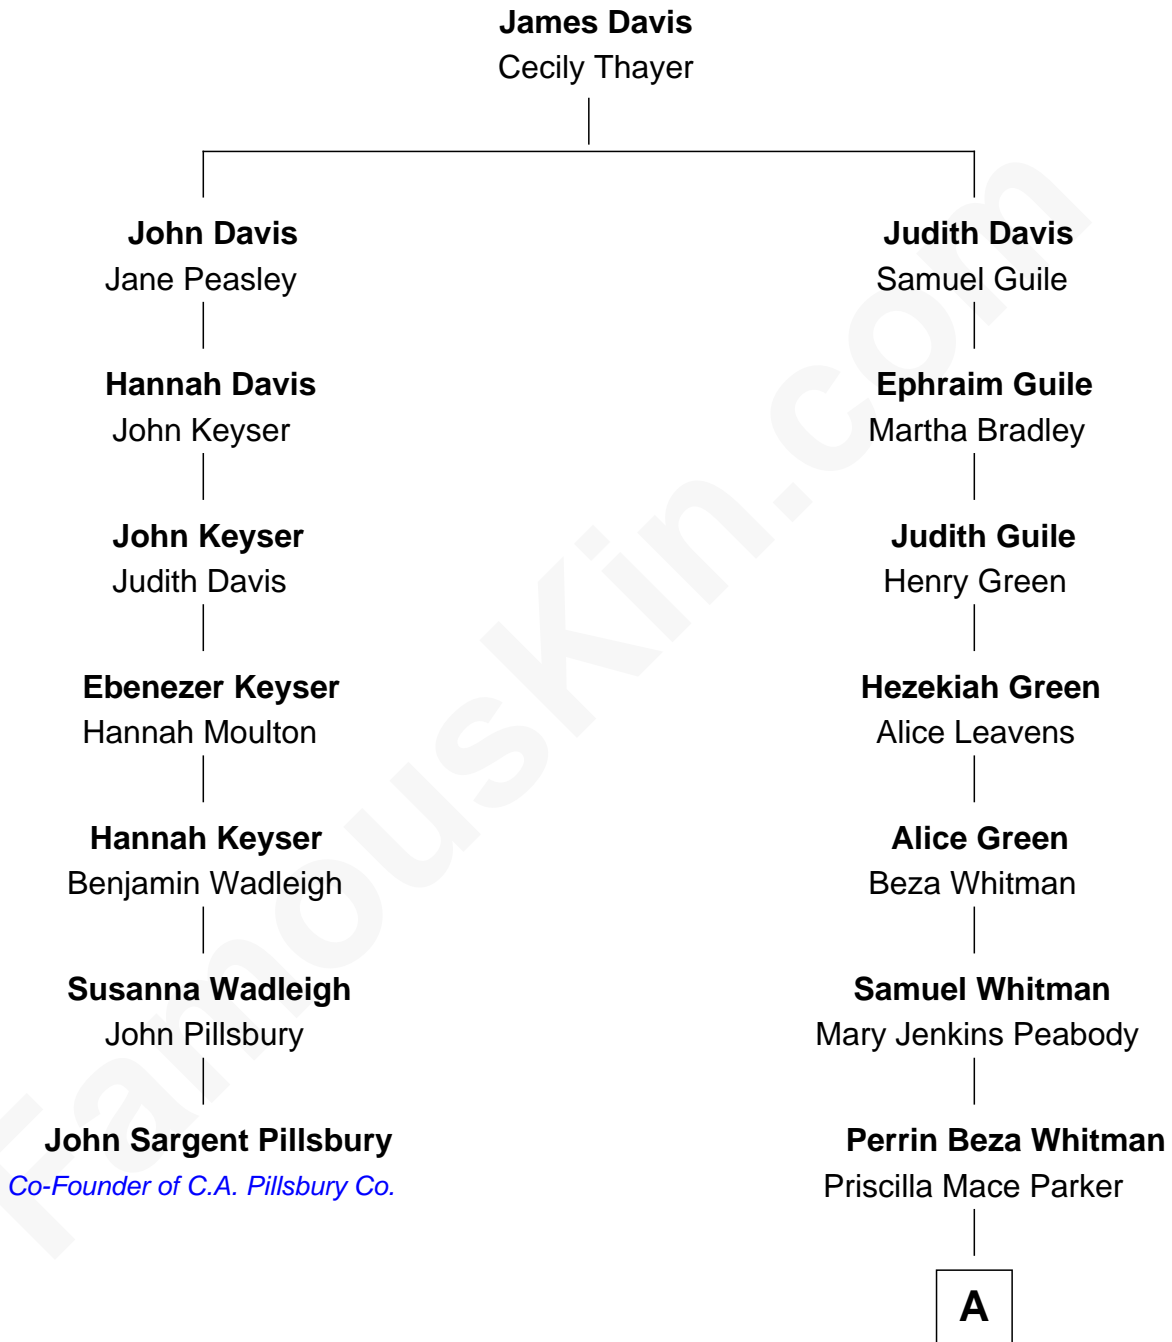 James Davis
Cecily Thayer
John Davis
Jane Peasley
Judith Davis
Samuel Guile
Hannah Davis
John Keyser
Ephraim Guile
Martha Bradley
John Keyser
Judith Davis
Judith Guile
Henry Green
Ebenezer Keyser
Hannah Moulton
Hezekiah Green
Alice Leavens
Hannah Keyser
Benjamin Wadleigh
Alice Green
Beza Whitman
Susanna Wadleigh
John Pillsbury
Samuel Whitman
Mary Jenkins Peabody
John Sargent Pillsbury
Co-Founder of C.A. Pillsbury Co.
Perrin Beza Whitman
Priscilla Mace Parker
A
FamousKin.com